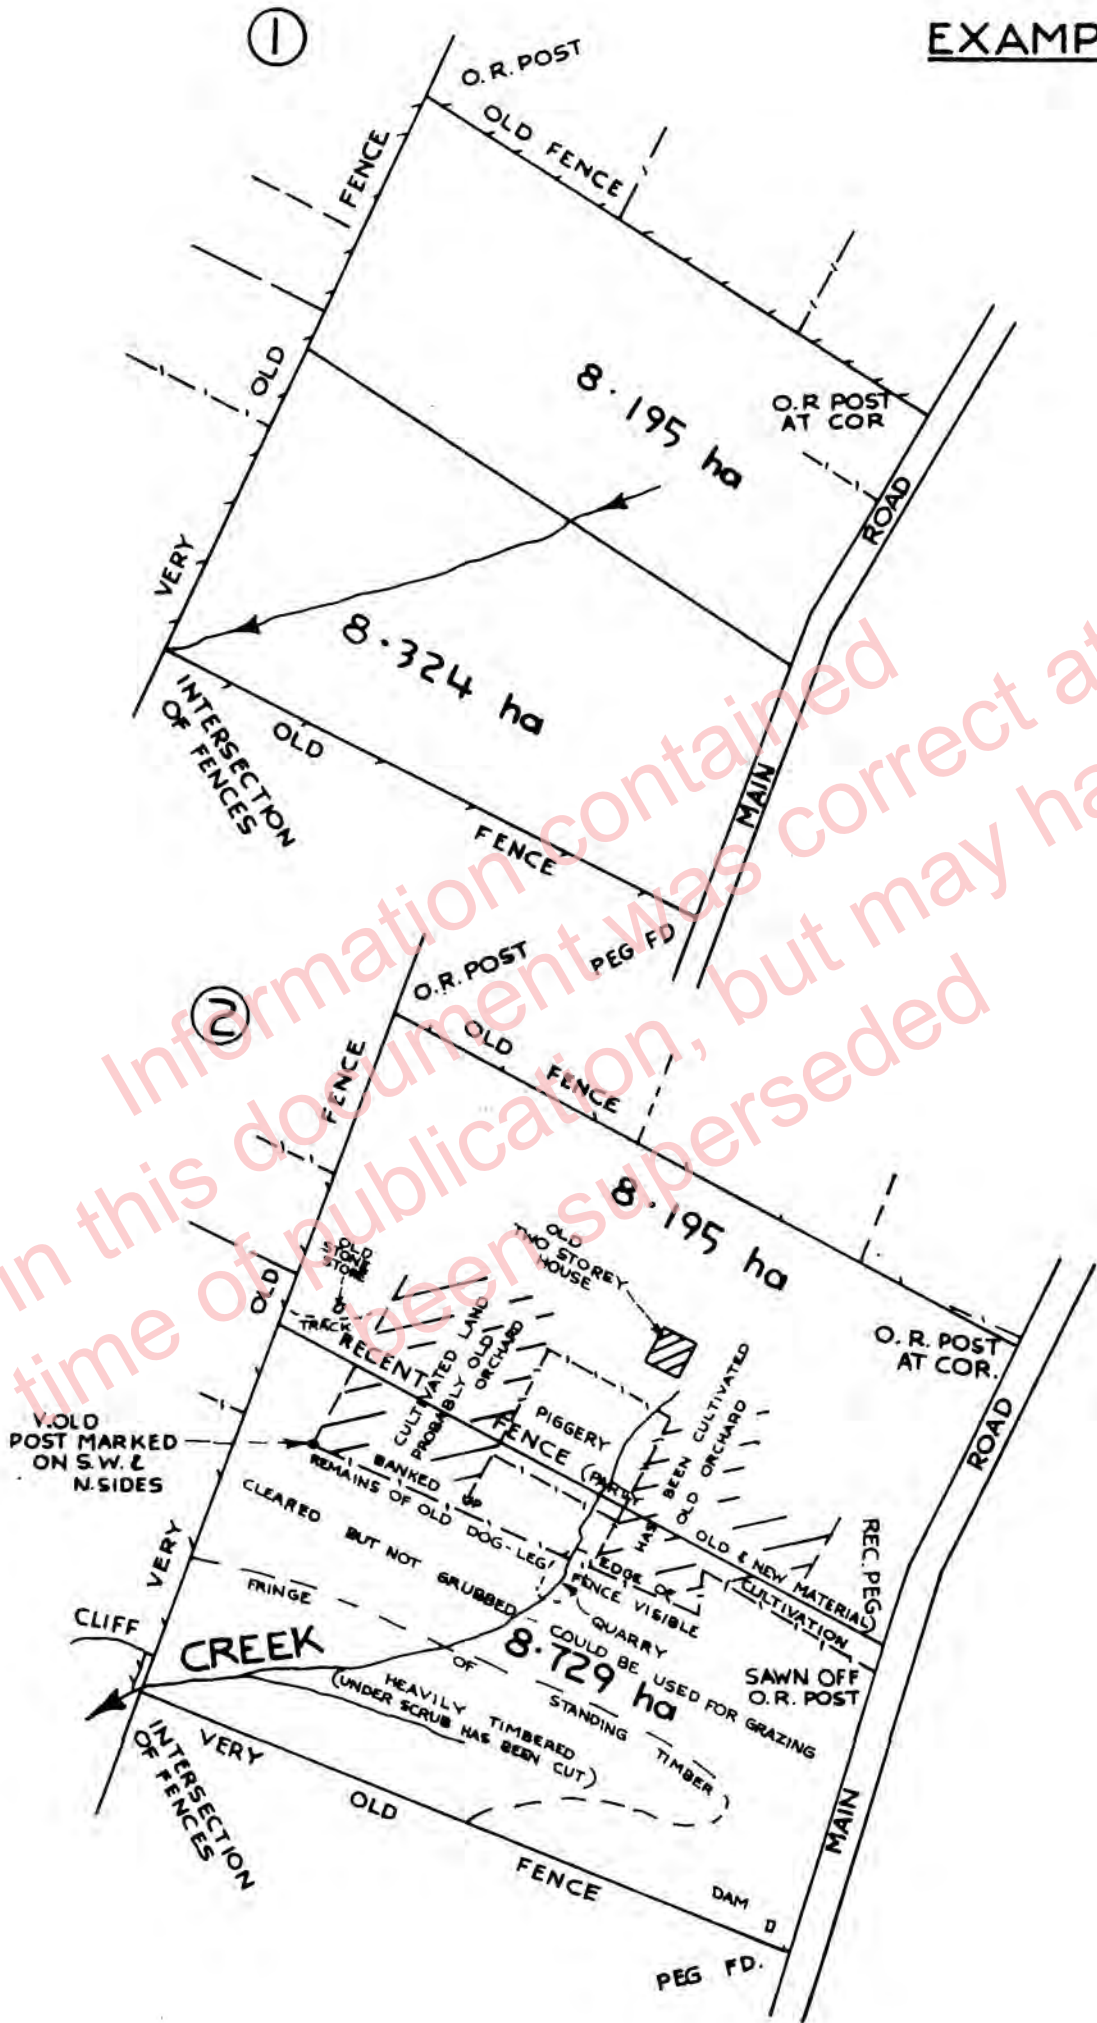 ①
EXAMP
O.R. POST
OLD FENCE
FENCE
OLD
VERY
8.195 ha
O.R POST
AT COR
ROAD
MAIN
8.324 ha
INTERSECTION
OF FENCES
OLD
FENCE
PEG FD
Information contained
in this document was correct at
time of publication, but may ha
been superseded
②
O.R. POST
OLD
FENCE
FENCE
OLD
VERY
8.195 ha
OLD
STONE
STORE
TRACK
OLD
TWO STOREY
HOUSE
CULTIVATED LAND
PROBABLY OLD
ORCHARD
PIGGERY
HAS BEEN CULTIVATED
OLD ORCHARD
O.R. POST
AT COR.
ROAD
RECENT FENCE (PARTLY OLD & NEW MATERIAL)
REC. PEG
V.OLD
POST MARKED
ON S.W. &
N. SIDES
BANKED UP EDGE OF CULTIVATION
REMAINS OF OLD DOG-LEG FENCE VISIBLE
QUARRY
CLEARED BUT NOT GRUBBED - COULD BE USED FOR GRAZING
SAWN OFF
O.R. POST
FRINGE OF STANDING TIMBER
8.729 ha
CLIFF
CREEK
HEAVILY TIMBERED
(UNDER SCRUB HAS BEEN CUT)
INTERSECTION
OF FENCES
VERY
OLD
FENCE
MAIN
DAM
PEG FD.